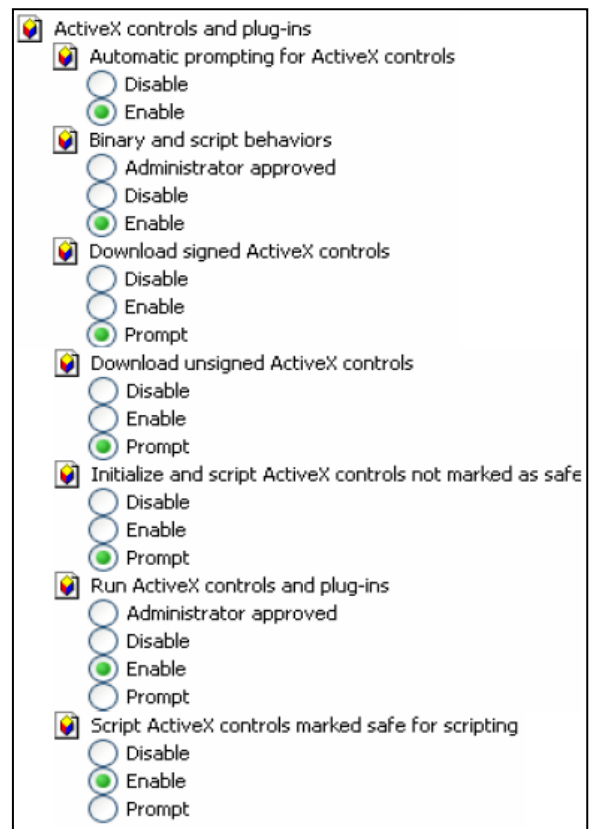 ActiveX controls and plug-ins
Automatic prompting for ActiveX controls
Disable
Enable
Binary and script behaviors
Administrator approved
Disable
Enable
Download signed ActiveX controls
Disable
Enable
Prompt
Download unsigned ActiveX controls
Disable
Enable
Prompt
Initialize and script ActiveX controls not marked as safe
Disable
Enable
Prompt
Run ActiveX controls and plug-ins
Administrator approved
Disable
Enable
Prompt
Script ActiveX controls marked safe for scripting
Disable
Enable
Prompt